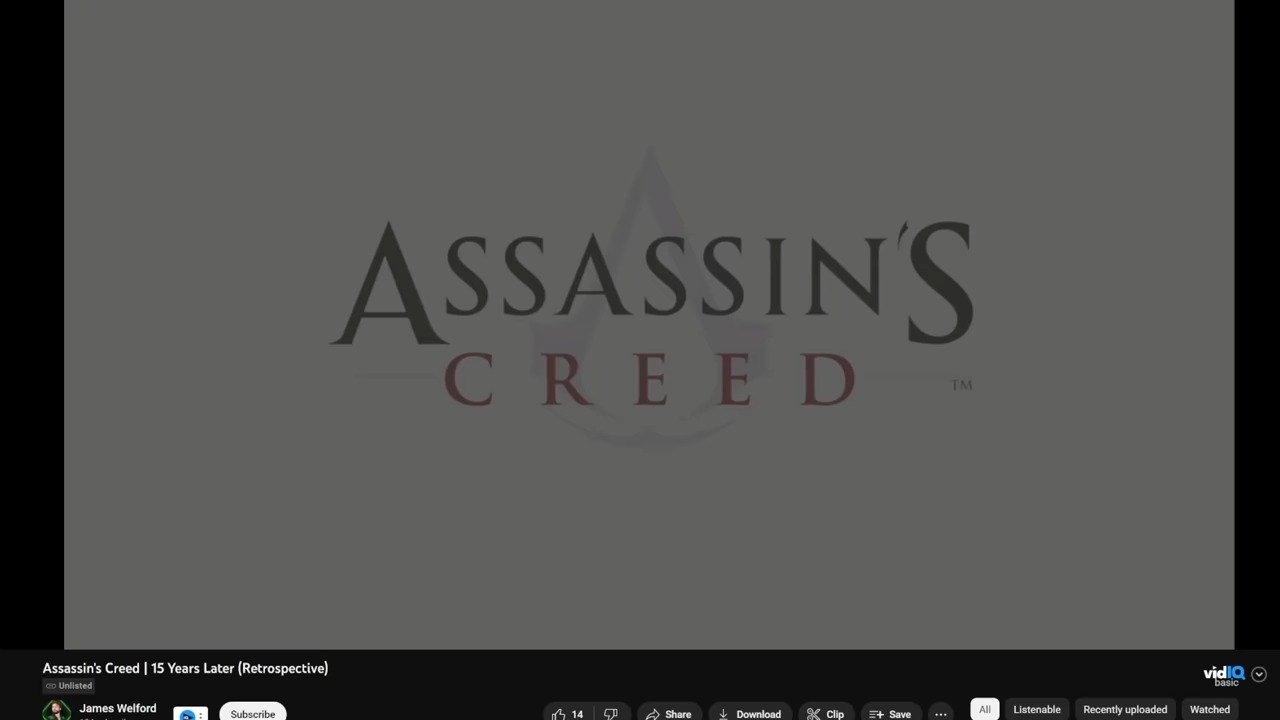 ASSASSIN'S
CREED
TM
Assassin's Creed | 15 Years Later (Retrospective)
Unlisted
vidIQ
basic
James Welford
Subscribe
14
Share
Download
Clip
Save
All
Listenable
Recently uploaded
Watched